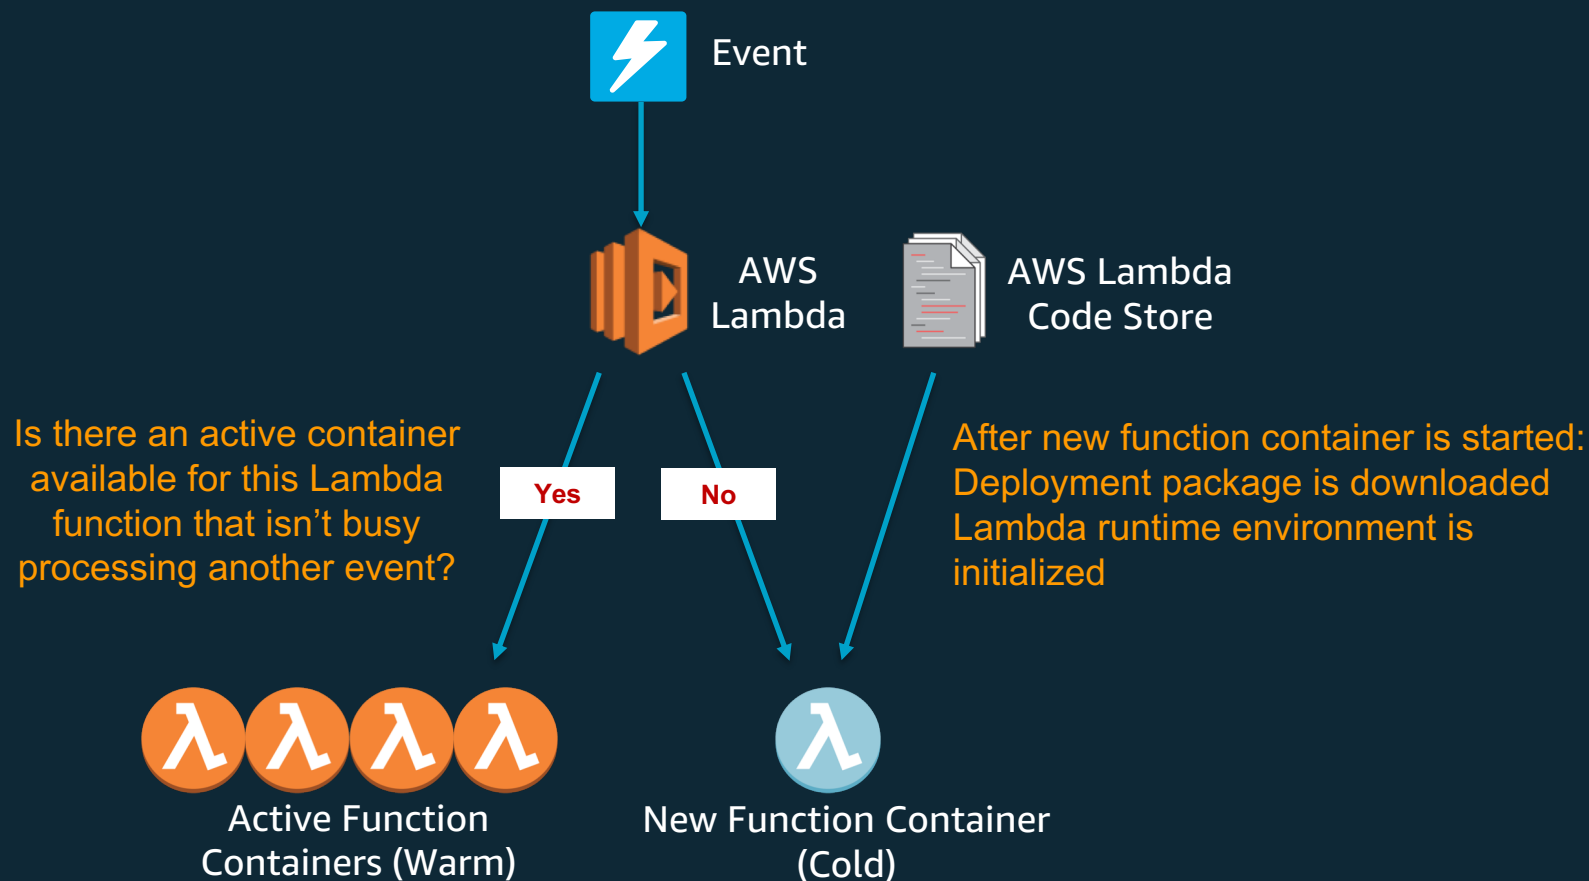 Event
AWS
Lambda
AWS Lambda
Code Store
Is there an active container
available for this Lambda
function that isn’t busy
processing another event?
Yes
No
After new function container is started:
Deployment package is downloaded
Lambda runtime environment is
initialized
Active Function
Containers (Warm)
New Function Container
(Cold)